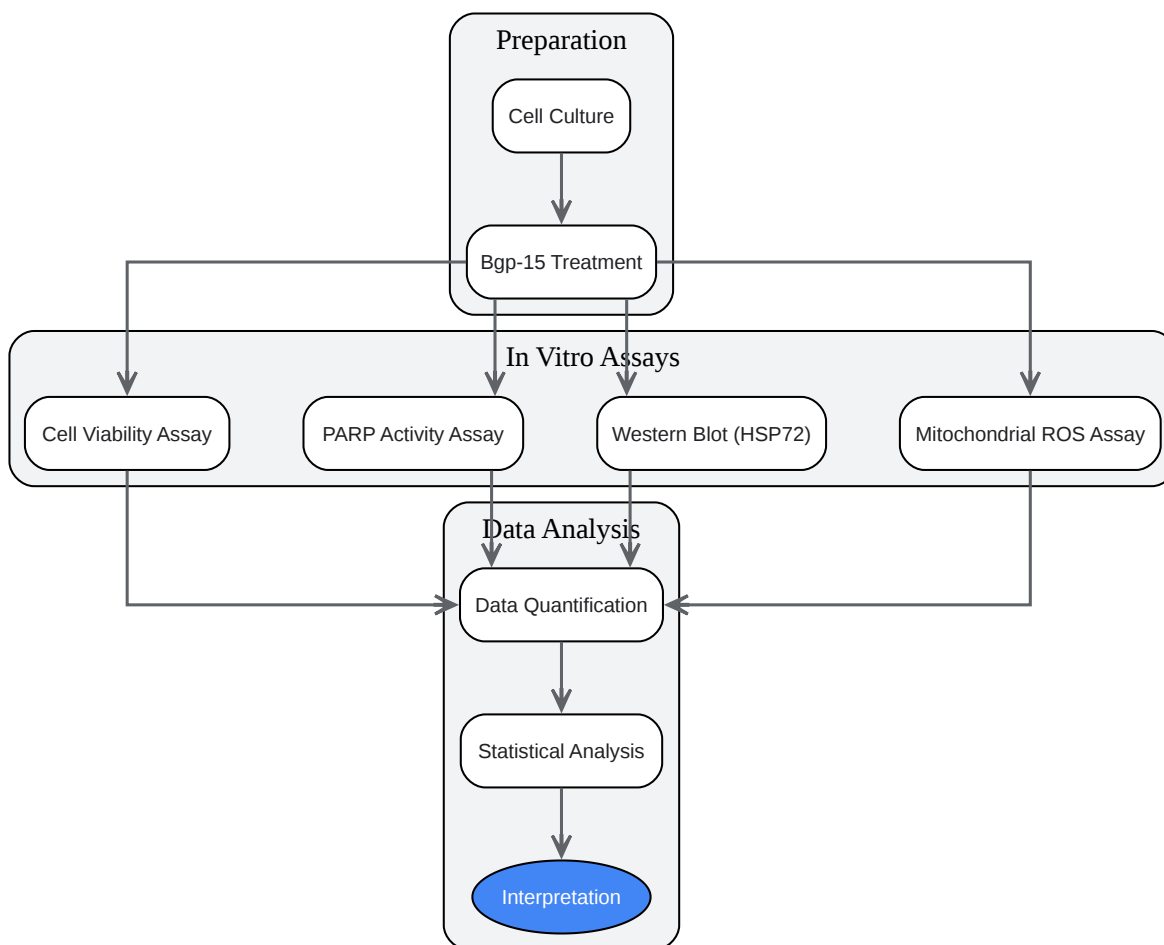 Preparation
Cell Culture
Bgp-15 Treatment
In Vitro Assays
Cell Viability Assay
PARP Activity Assay
Western Blot (HSP72)
Mitochondrial ROS Assay
Data Analysis
Data Quantification
Statistical Analysis
Interpretation